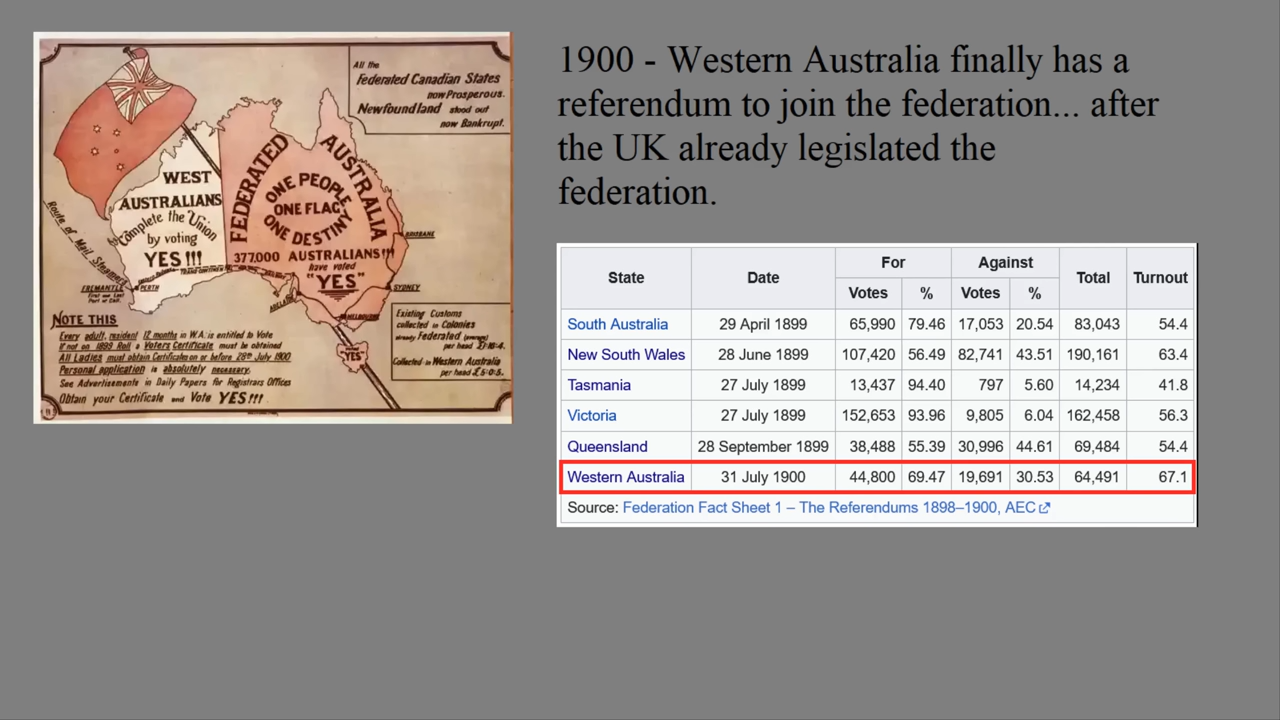 All the
Federated Canadian States
now Prosperous.
Newfoundland stood out
now Bankrupt.
WEST
AUSTRALIANS
Complete the Union
by voting
YES!!!
FEDERATED AUSTRALIA
ONE PEOPLE
ONE FLAG
ONE DESTINY
377,000 AUSTRALIANS!!!
have voted
"YES"
Route of Mail Steamers
FREMANTLE
PERTH
ADELAIDE
MELBOURNE
SYDNEY
BRISBANE
"YES"
NOTE THIS
Every adult, resident 12 months in W.A: is entitled to Vote
If not on 1899 Roll a Voters Certificate must be obtained
All Ladies must obtain Certificates on or before 28th July 1900
Personal application is absolutely necessary.
See Advertisements in Daily Papers for Registrars Offices
Obtain your Certificate and Vote YES!!!
Existing Customs
collected in Colonies
already Federated (average)
per head
Collected in Western Australia
per head £5:0:5.
1900 - Western Australia finally has a
referendum to join the federation... after
the UK already legislated the
federation.
State Date For Against Total Turnout
Votes % Votes %
South Australia 29 April 1899 65,990 79.46 17,053 20.54 83,043 54.4
New South Wales 28 June 1899 107,420 56.49 82,741 43.51 190,161 63.4
Tasmania 27 July 1899 13,437 94.40 797 5.60 14,234 41.8
Victoria 27 July 1899 152,653 93.96 9,805 6.04 162,458 56.3
Queensland 28 September 1899 38,488 55.39 30,996 44.61 69,484 54.4
Western Australia 31 July 1900 44,800 69.47 19,691 30.53 64,491 67.1
Source: Federation Fact Sheet 1 – The Referendums 1898–1900, AEC